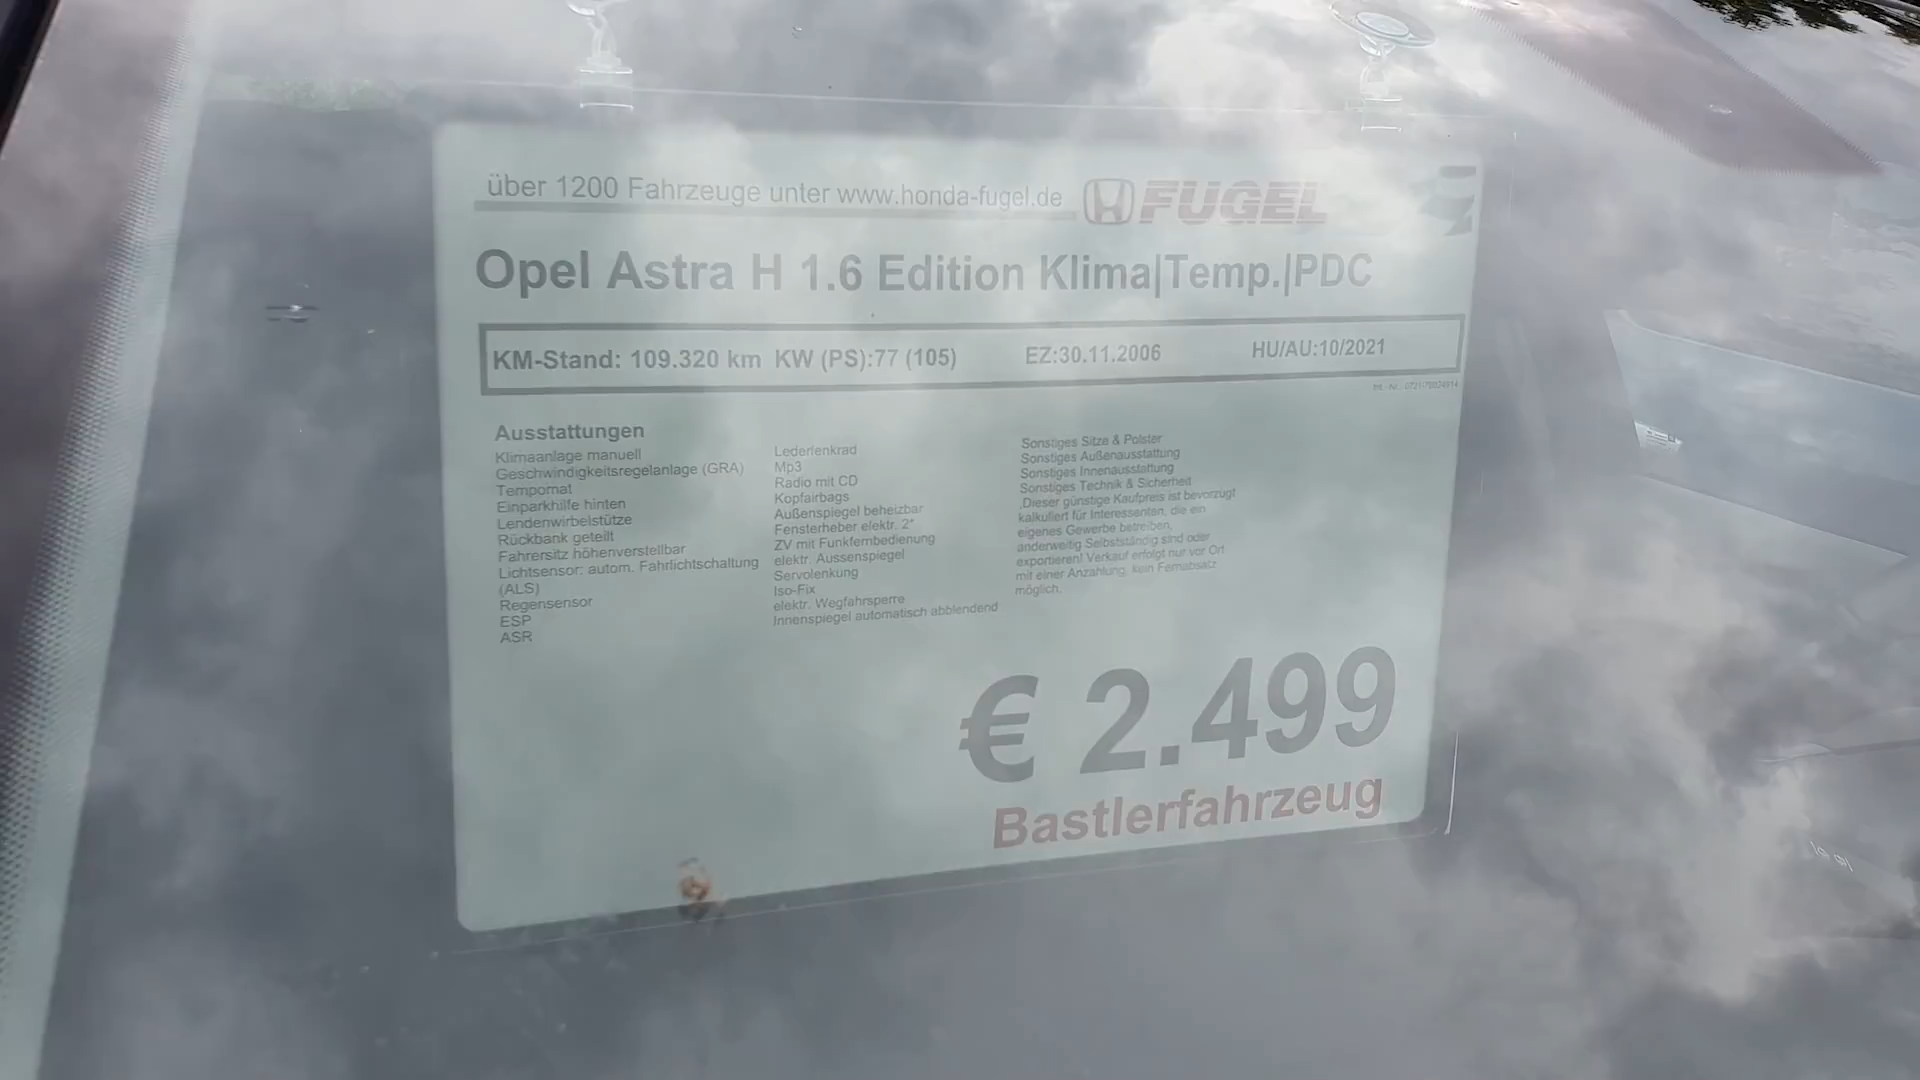 über 1200 Fahrzeuge unter www.honda-fugel.de FUGEL
Opel Astra H 1.6 Edition Klima|Temp.|PDC
KM-Stand: 109.320 km KW (PS):77 (105) EZ:30.11.2006 HU/AU:10/2021
Ausstattungen
Klimaanlage manuell
Geschwindigkeitsregelanlage (GRA)
Tempomat
Einparkhilfe hinten
Lendenwirbelstütze
Rückbank geteilt
Fahrersitz höhenverstellbar
Lichtsensor: autom. Fahrlichtschaltung
(ALS)
Regensensor
ESP
ASR
Lederlenkrad
Mp3
Radio mit CD
Kopfairbags
Außenspiegel beheizbar
Fensterheber elektr. 2*
ZV mit Funkfernbedienung
elektr. Aussenspiegel
Servolenkung
Iso-Fix
elektr. Wegfahrsperre
Innenspiegel automatisch abblendend
Sonstiges Sitze & Polster
Sonstiges Außenausstattung
Sonstiges Innenausstattung
Sonstiges Technik & Sicherheit
,Dieser günstige Kaufpreis ist bevorzugt
kalkuliert für Interessenten, die ein
eigenes Gewerbe betreiben,
anderweitig Selbstständig sind oder
exportieren! Verkauf erfolgt nur vor Ort
mit einer Anzahlung, kein Fernabsatz
möglich.
€ 2.499
Bastlerfahrzeug